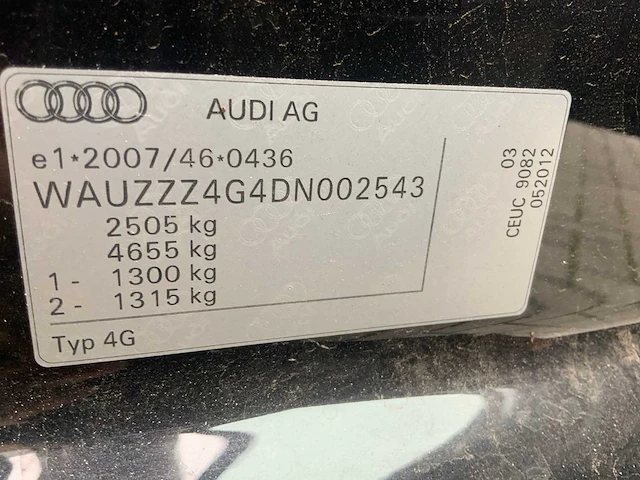 AUDI AG
e1*2007/46*0436
WAUZZZ4G4DN002543
2505 kg
4655 kg
1 - 1300 kg
2 - 1315 kg
Typ 4G
03
CEUC 9082
052012